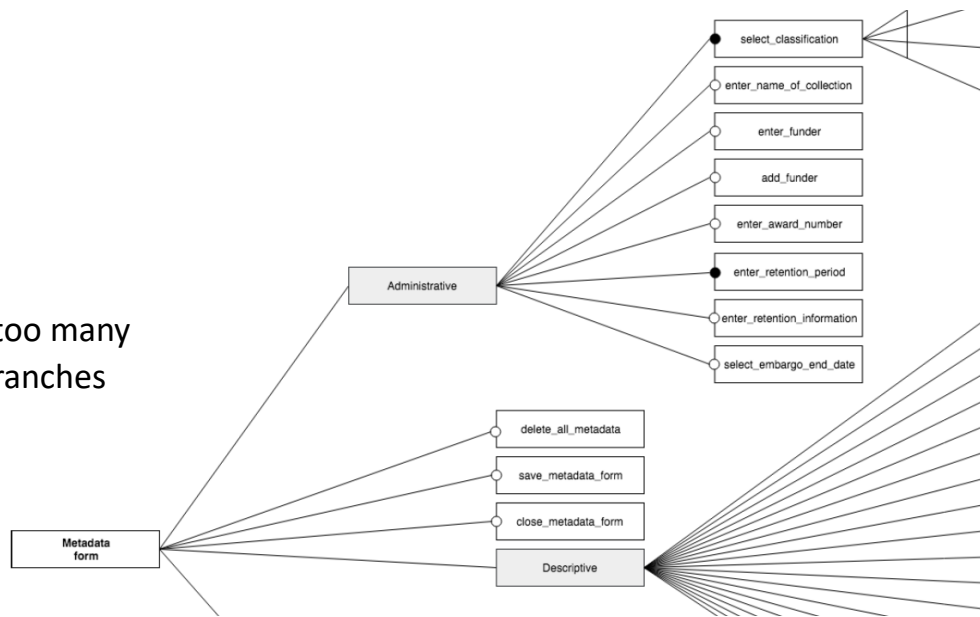 select_classification
enter_name_of_collection
enter_funder
add_funder
enter_award_number
enter_retention_period
Administrative
enter_retention_information
too many
select_embargo_end_date
ranches
delete_all_metadata
save_metadata_form
close_metadata_form
Metadata
form
Descriptive